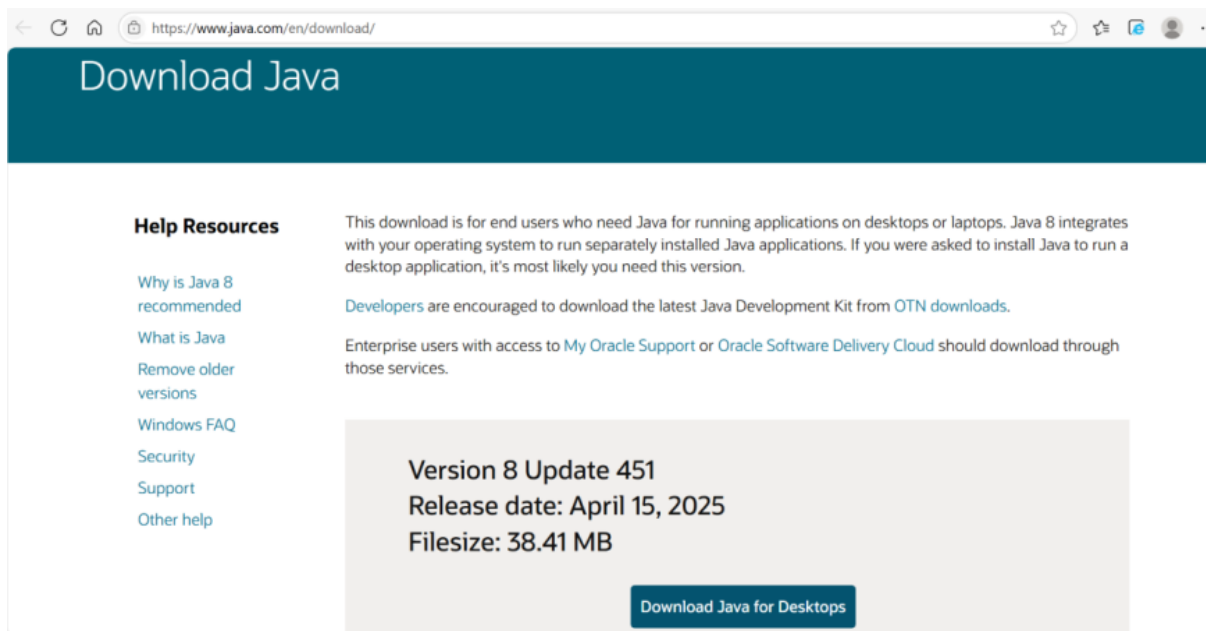 https://www.java.com/en/download/
Download Java
Help Resources
Why is Java 8
recommended
What is Java
Remove older
versions
Windows FAQ
Security
Support
Other help
This download is for end users who need Java for running applications on desktops or laptops. Java 8 integrates
with your operating system to run separately installed Java applications. If you were asked to install Java to run a
desktop application, it's most likely you need this version.
Developers are encouraged to download the latest Java Development Kit from OTN downloads.
Enterprise users with access to My Oracle Support or Oracle Software Delivery Cloud should download through
those services.
Version 8 Update 451
Release date: April 15, 2025
Filesize: 38.41 MB
Download Java for Desktops